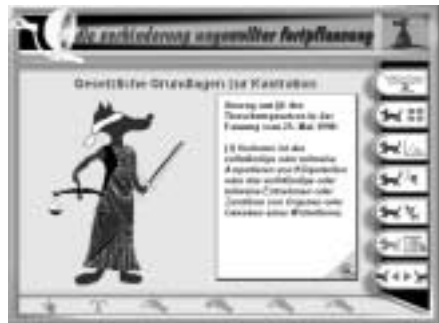 die verhinderung ungewollter fortpflanzung
Gesetzliche Grundlagen zur Kastration
Auszug aus §6 des
Tierschutzgesetzes in der
Fassung vom 25. Mai 1998:
Verboten ist das
vollständige oder teilweise
Amputieren von Körperteilen
oder das vollständige oder
teilweise Entnehmen oder
Zerstören von Organen oder
Geweben eines Wirbeltieres.